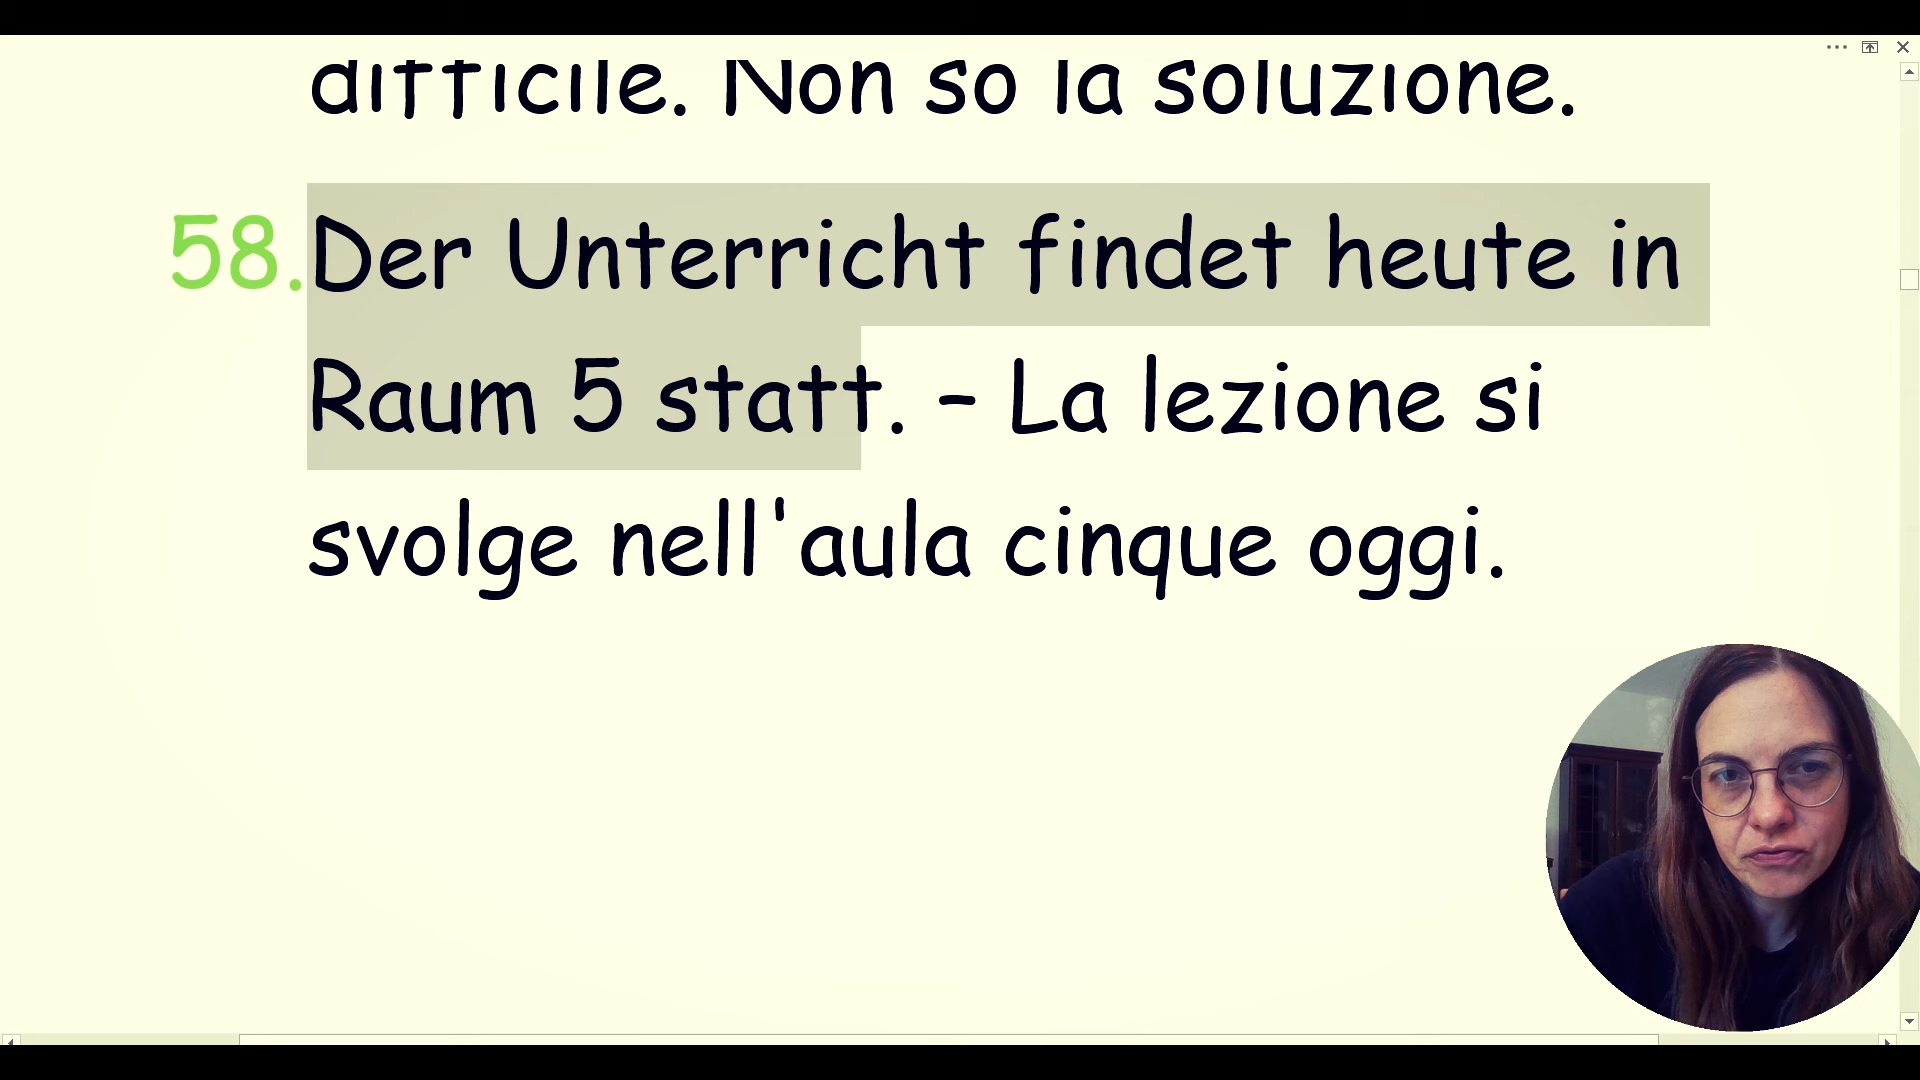 difficile. Non so la soluzione.
58. Der Unterricht findet heute in
Raum 5 statt. – La lezione si
svolge nell'aula cinque oggi.